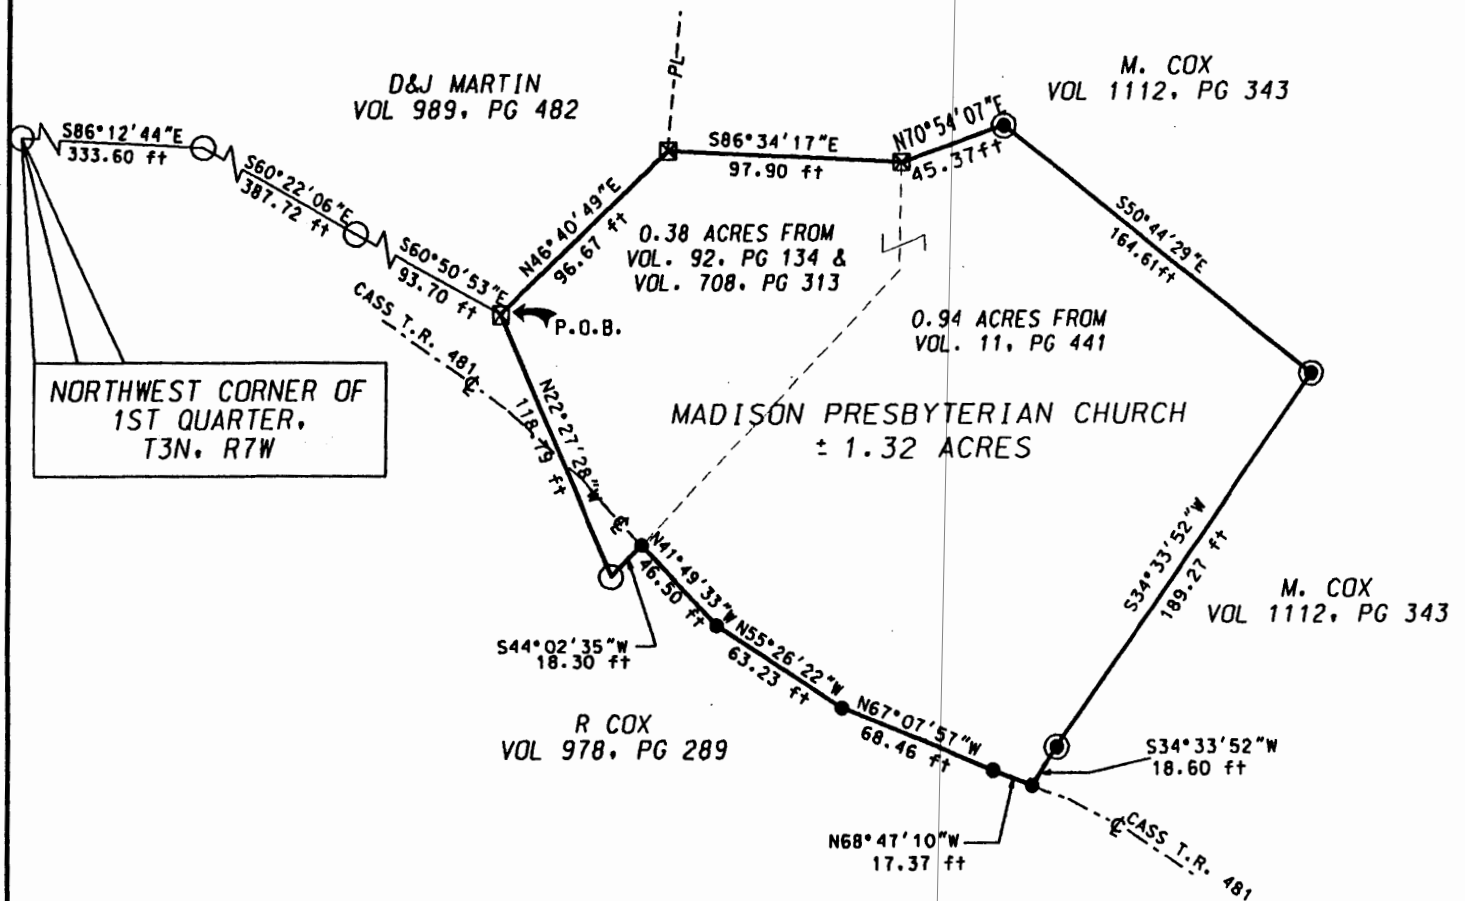 D&J MARTIN
VOL 989, PG 482
PL
M. COX
VOL 1112, PG 343
S86°12'44"E
333.60 ft
S60°22'06"E
387.72 ft
S60°50'53"E
93.70 ft
N46°40'49"E
96.67 ft
S86°34'17"E
97.90 ft
N70°54'07"E
45.37ft
S50°44'29"E
164.61ft
0.38 ACRES FROM
VOL. 92, PG 134 &
VOL. 708, PG 313
P.O.B.
CASS T.R. 481
℄
0.94 ACRES FROM
VOL. 11, PG 441
NORTHWEST CORNER OF
1ST QUARTER,
T3N, R7W
MADISON PRESBYTERIAN CHURCH
± 1.32 ACRES
N22°27'28"W
118.79 ft
℄
N41°49'33"W
46.50 ft
S44°02'35"W
18.30 ft
N55°26'22"W
63.23 ft
S34°33'52"W
189.27 ft
M. COX
VOL 1112, PG 343
R COX
VOL 978, PG 289
N67°07'57"W
68.46 ft
S34°33'52"W
18.60 ft
N68°47'10"W
17.37 ft
℄ CASS T.R. 481